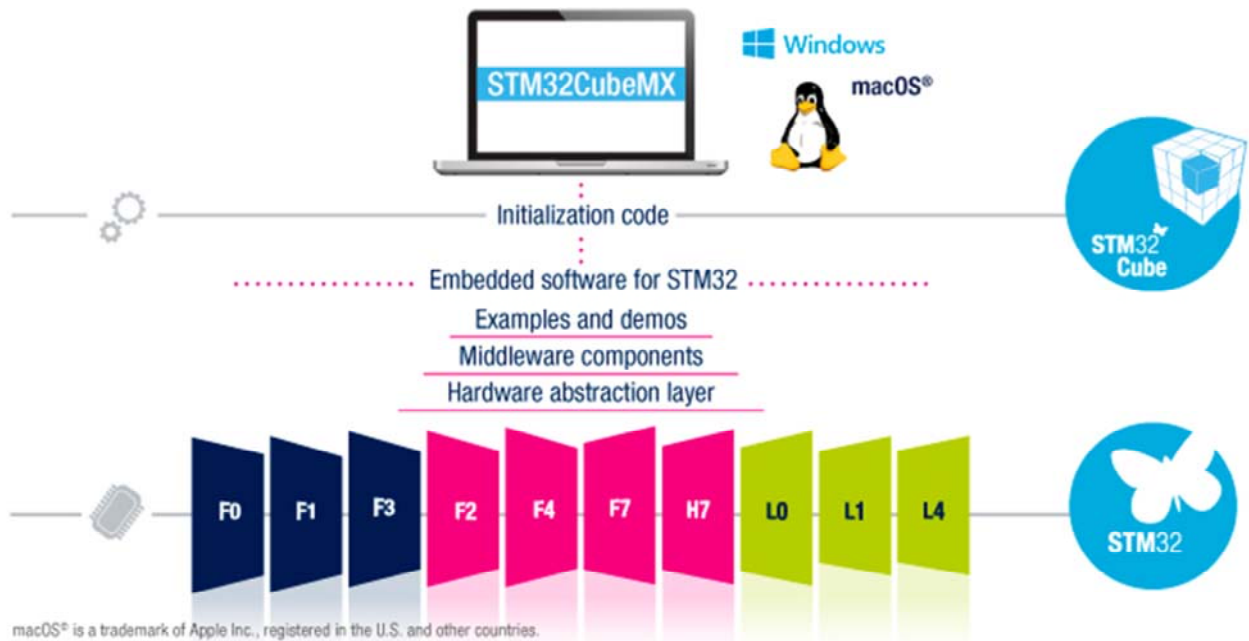 STM32CubeMX
Windows
macOS®
Initialization code
STM32
Cube
Embedded software for STM32
Examples and demos
Middleware components
Hardware abstraction layer
F0 F1 F3 F2 F4 F7 H7 L0 L1 L4
STM32
macOS® is a trademark of Apple Inc., registered in the U.S. and other countries.